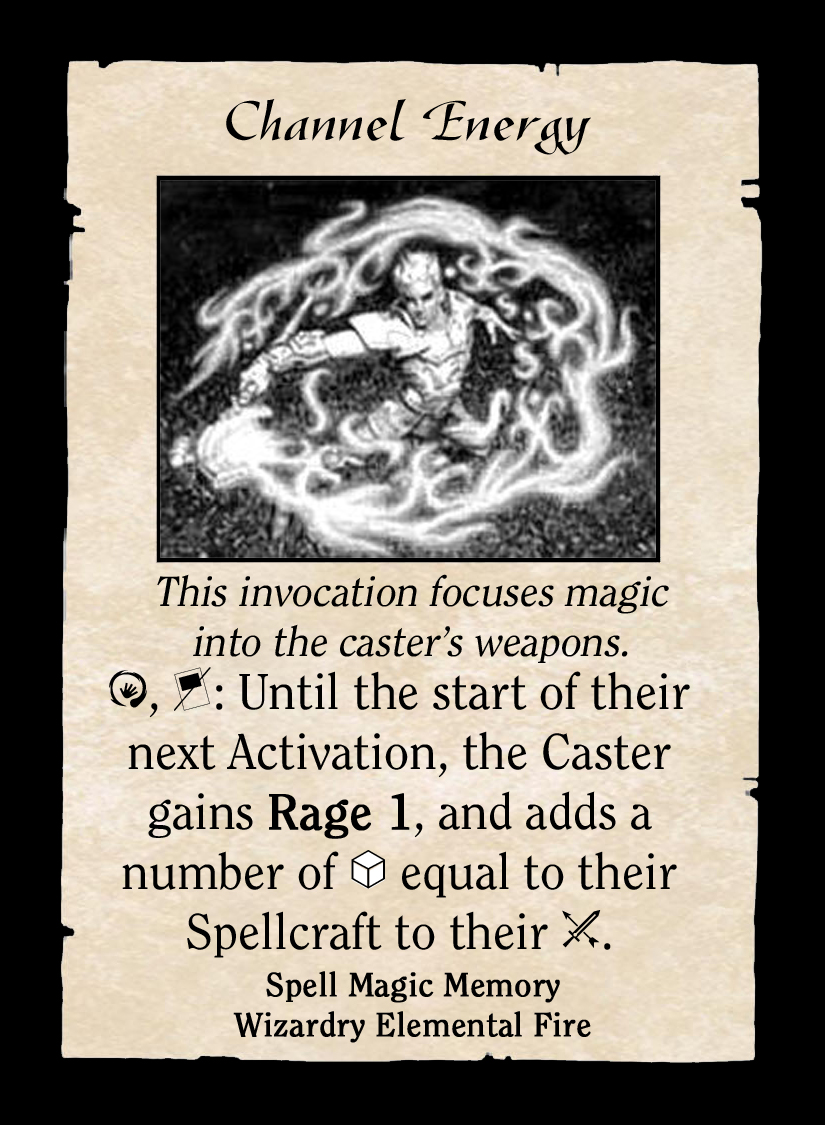 Channel Energy
This invocation focuses magic
into the caster's weapons.
, : Until the start of their
next Activation, the Caster
gains Rage 1, and adds a
number of equal to their
Spellcraft to their .
Spell Magic Memory
Wizardry Elemental Fire